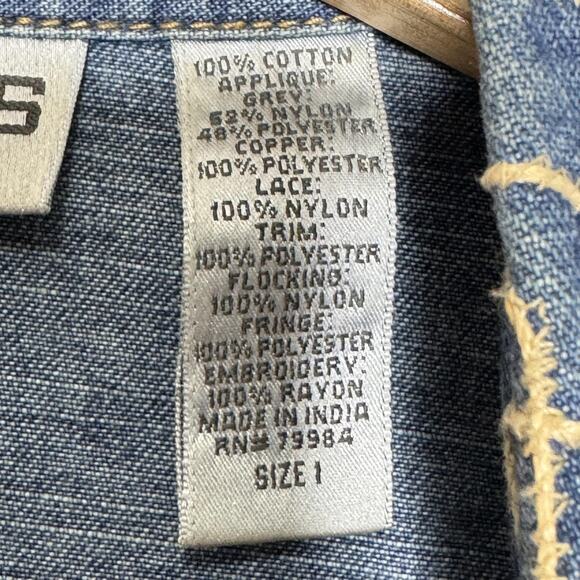 S
100% COTTON
APPLIQUE:
GREY:
52% NYLON
48% POLYESTER
COPPER:
100% POLYESTER
LACE:
100% NYLON
TRIM:
100% POLYESTER
FLOCKING:
100% NYLON
FRINGE:
100% POLYESTER
EMBROIDERY:
100% RAYON
MADE IN INDIA
RN# 79984
SIZE 1